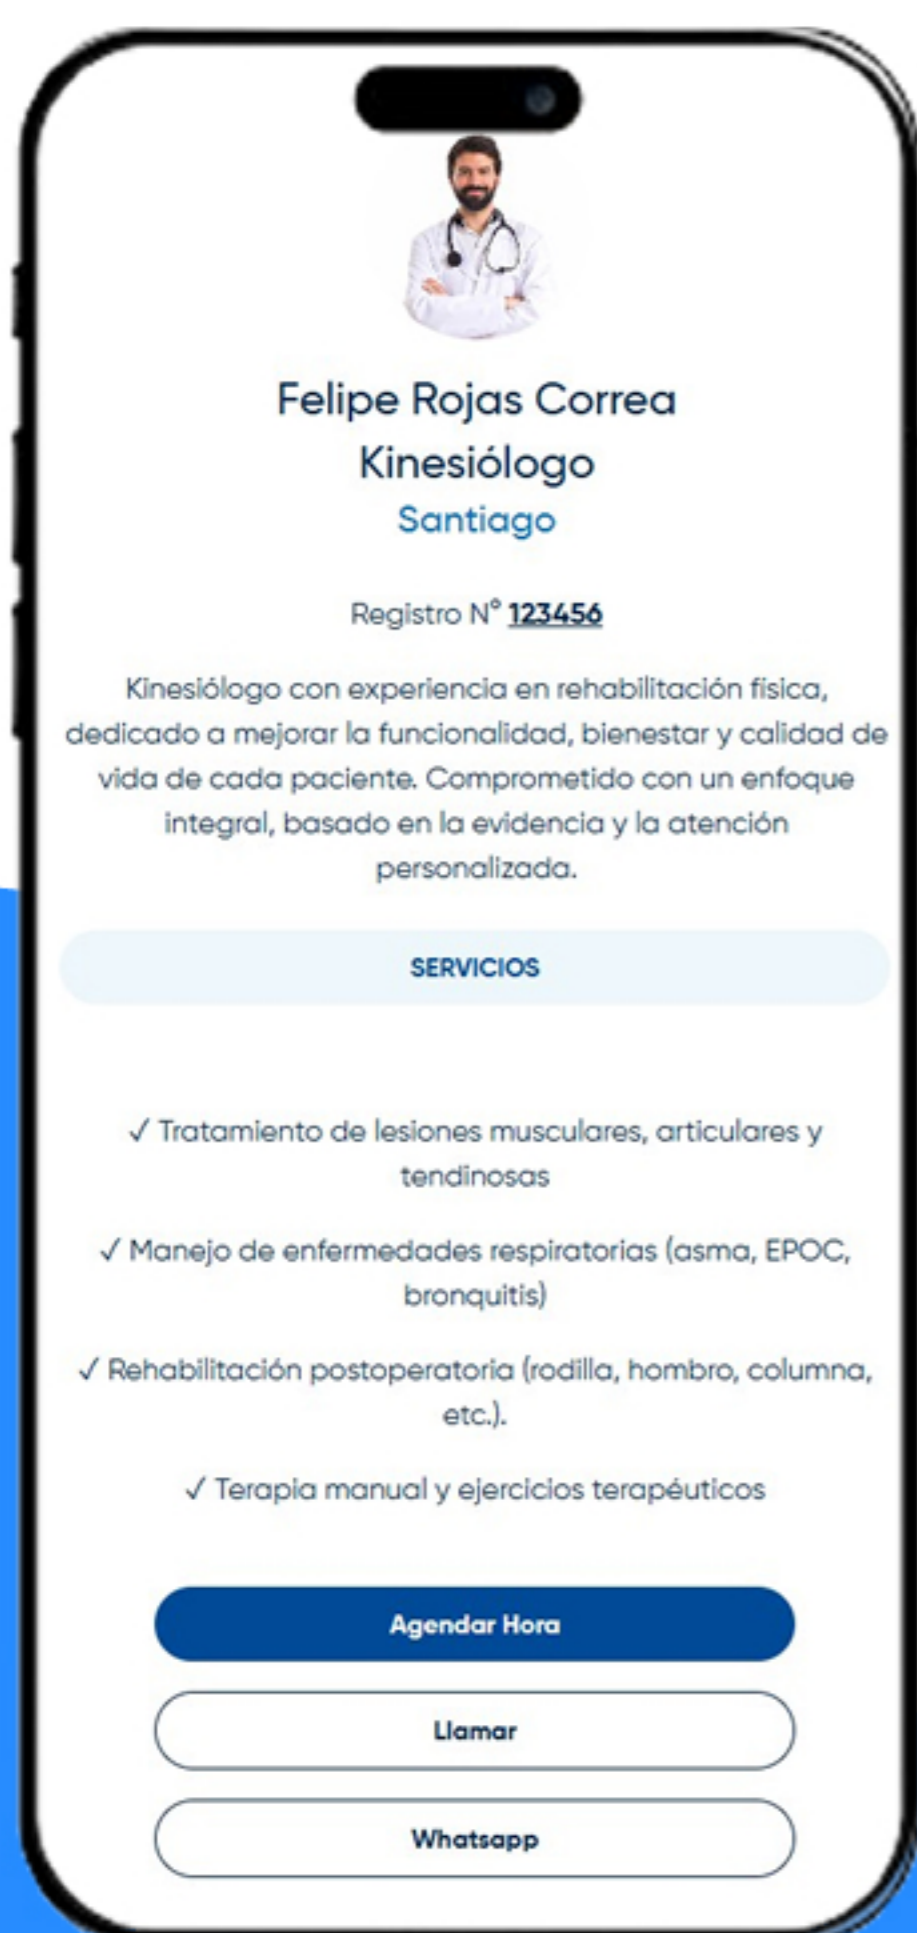 Felipe Rojas Correa
Kinesiólogo
Santiago
Registro N° 123456
Kinesiólogo con experiencia en rehabilitación física,
dedicado a mejorar la funcionalidad, bienestar y calidad de
vida de cada paciente. Comprometido con un enfoque
integral, basado en la evidencia y la atención
personalizada.
SERVICIOS
✓ Tratamiento de lesiones musculares, articulares y
tendinosas
✓ Manejo de enfermedades respiratorias (asma, EPOC,
bronquitis)
✓ Rehabilitación postoperatoria (rodilla, hombro, columna,
etc.).
✓ Terapia manual y ejercicios terapéuticos
Agendar Hora
Llamar
Whatsapp